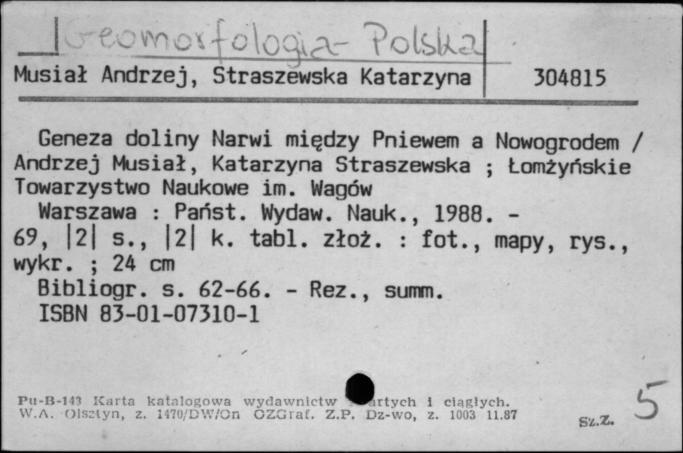 Geomorfologia - Polska
Musiał Andrzej, Straszewska Katarzyna 304815
Geneza doliny Narwi między Pniewem a Nowogrodem /
Andrzej Musiał, Katarzyna Straszewska ; Łomżyńskie
Towarzystwo Naukowe im. Wagów
Warszawa : Państ. Wydaw. Nauk., 1988. -
69, |2| s., |2| k. tabl. złoż. : fot., mapy, rys.,
wykr. ; 24 cm
Bibliogr. s. 62-66. - Rez., summ.
ISBN 83-01-07310-1
Pu-B-143 Karta katalogowa wydawnictw i ciągłych.
W.A. Olsztyn, z. 1470/DW/On OZGraf. Z.P. Dz-wo, z. 1003 11.87
Sz.Z. 5